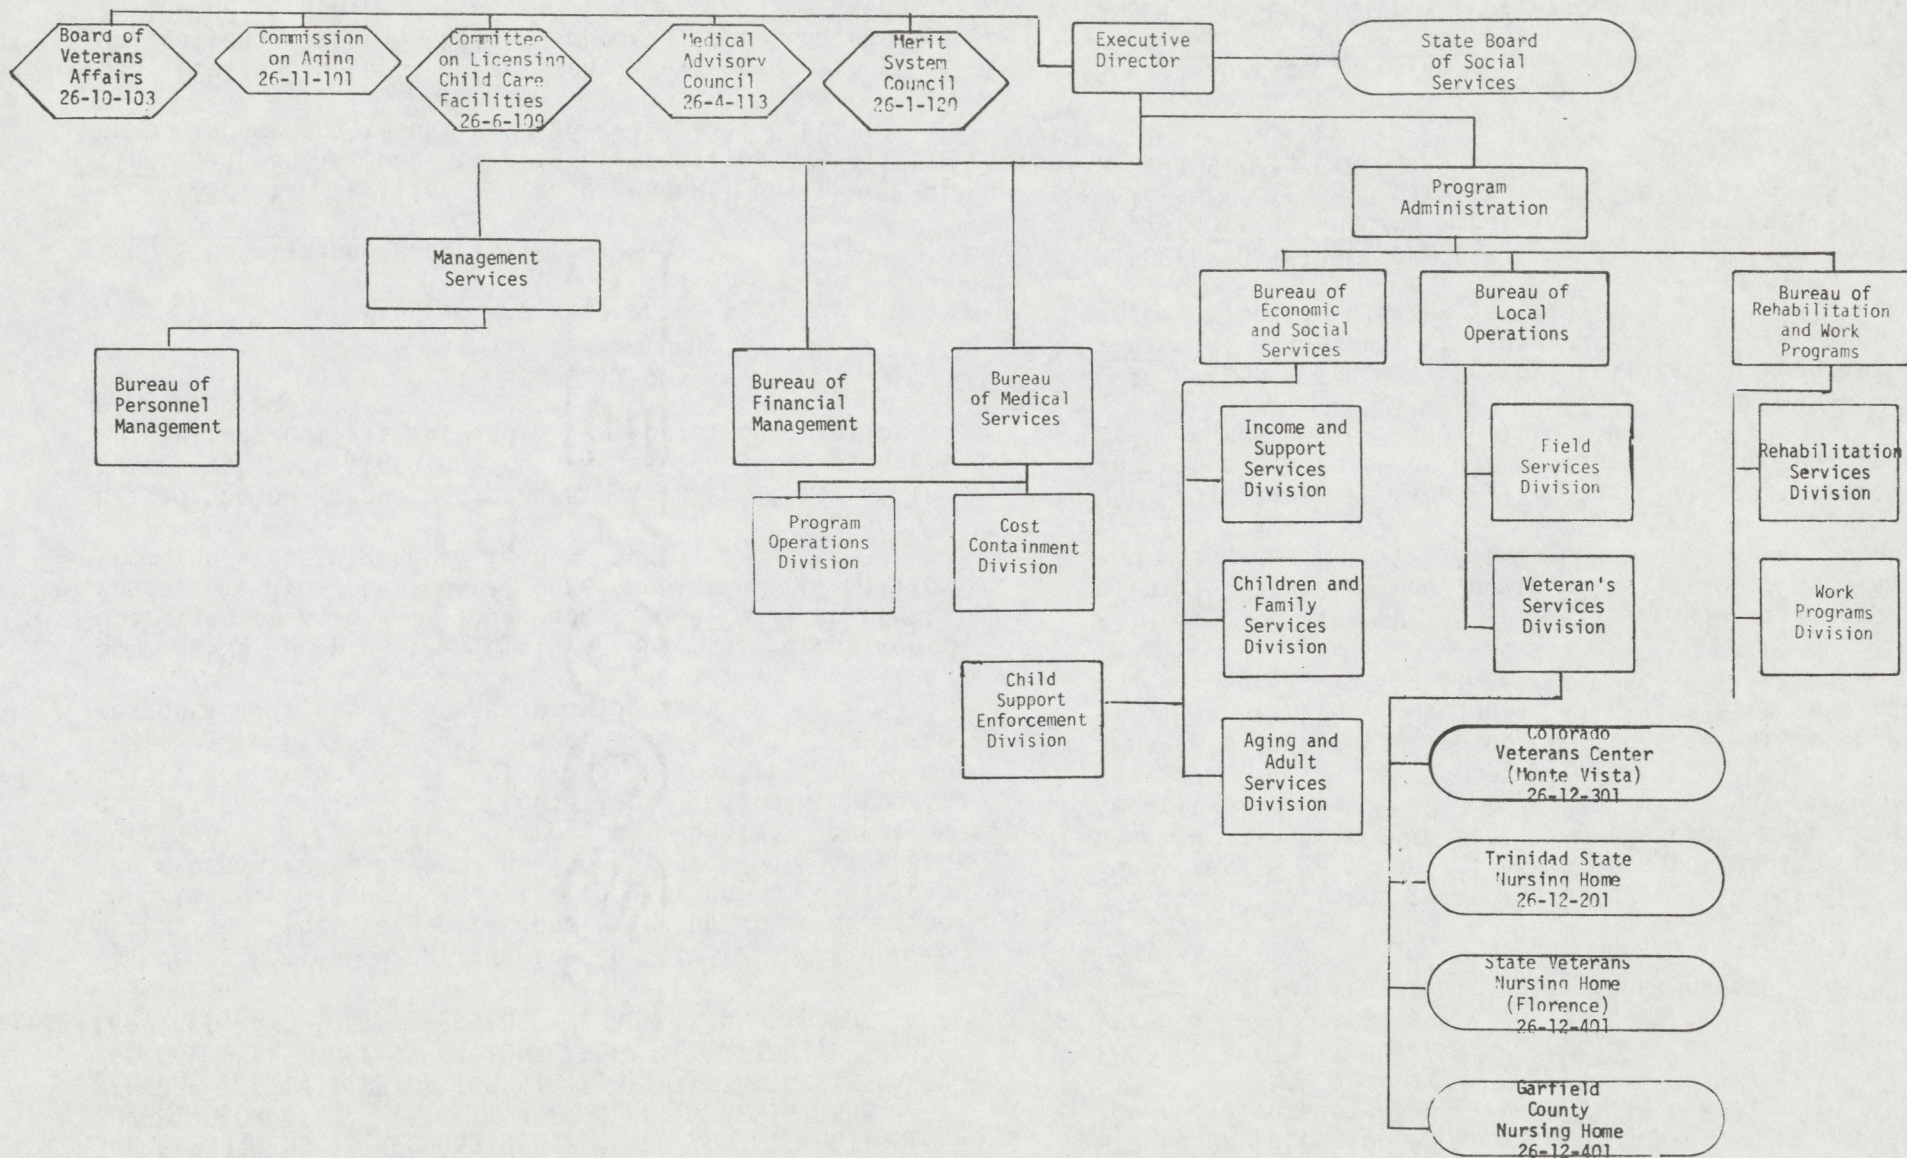 Board of
Veterans
Affairs
26-10-103
Commission
on Aging
26-11-101
Committee
on Licensing
Child Care
Facilities
26-6-109
Medical
Advisory
Council
26-4-113
Merit
System
Council
26-1-120
Executive
Director
State Board
of Social
Services
Program
Administration
Management
Services
Bureau of
Economic
and Social
Services
Bureau of
Local
Operations
Bureau of
Rehabilitation
and Work
Programs
Bureau of
Personnel
Management
Bureau of
Financial
Management
Bureau
of Medical
Services
Income and
Support
Services
Division
Field
Services
Division
Rehabilitation
Services
Division
Program
Operations
Division
Cost
Containment
Division
Children and
Family
Services
Division
Veteran's
Services
Division
Work
Programs
Division
Child
Support
Enforcement
Division
Aging and
Adult
Services
Division
Colorado
Veterans Center
(Monte Vista)
26-12-301
Trinidad State
Nursing Home
26-12-201
State Veterans
Nursing Home
(Florence)
26-12-401
Garfield
County
Nursing Home
26-12-401